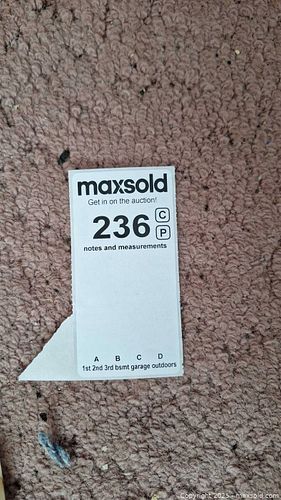 maxsold
Get in on the auction!
236 C
P
notes and measurements
A B C D
1st 2nd 3rd bsmt garage outdoors
Copyright 2025 - maxsold.com